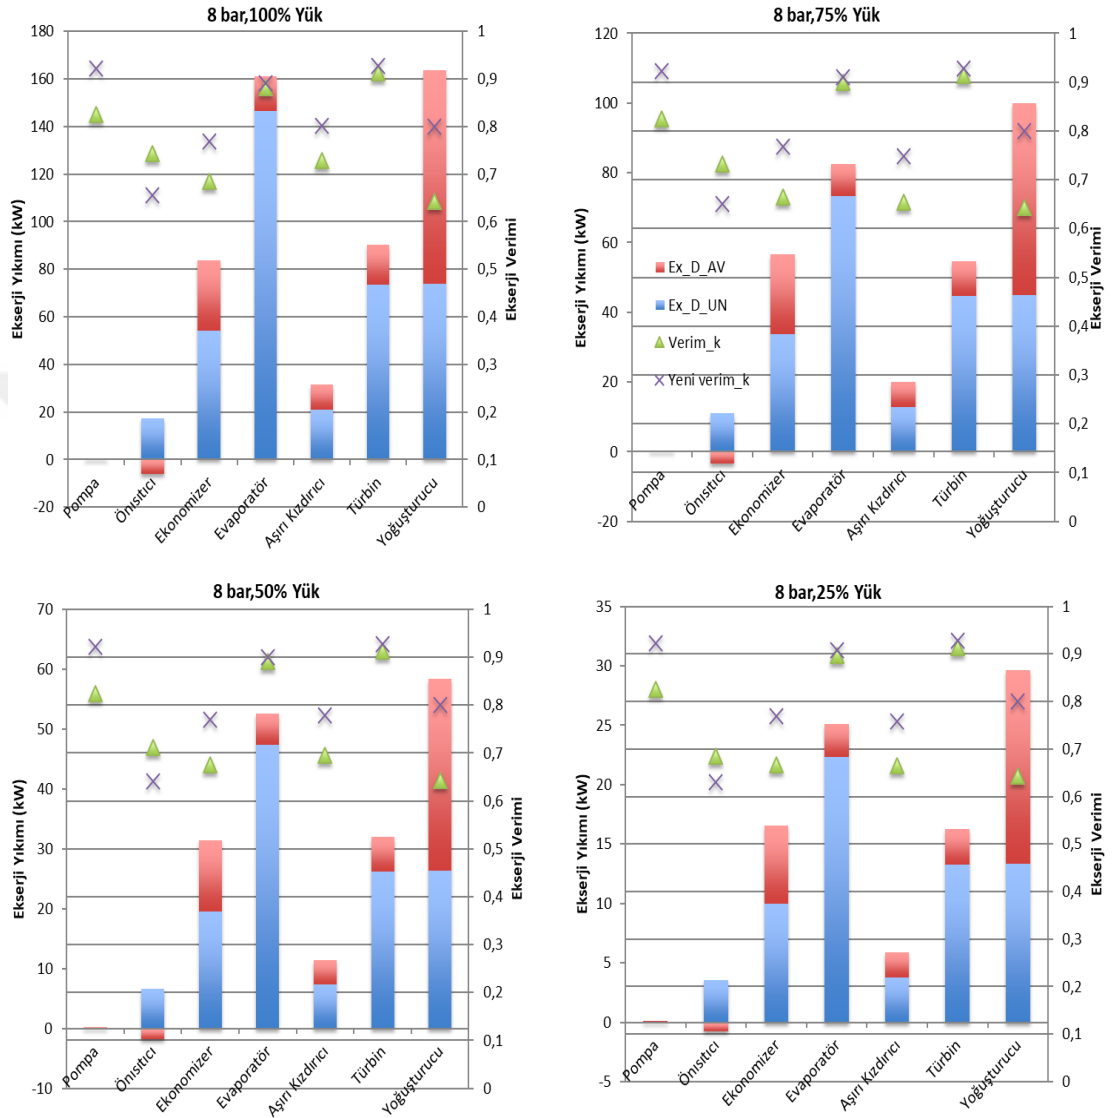 8 bar,100% Yük
180
160
140
120
100
80
60
40
20
0
-20
Ekserji Yıkımı (kW)
1
0,9
0,8
0,7
0,6
0,5
0,4
0,3
0,2
0,1
0
Ekserji Verimi
Pompa
Önısıtıcı
Ekonomizer
Evaporatör
Aşırı Kızdırıcı
Türbin
Yoğuşturucu
8 bar,75% Yük
120
100
80
60
40
20
0
-20
Ekserji Yıkımı (kW)
Ex_D_AV
Ex_D_UN
Verim_k
Yeni verim_k
1
0,9
0,8
0,7
0,6
0,5
0,4
0,3
0,2
0,1
0
Ekserji Verimi
Pompa
Önısıtıcı
Ekonomizer
Evaporatör
Aşırı Kızdırıcı
Türbin
Yoğuşturucu
8 bar,50% Yük
70
60
50
40
30
20
10
0
-10
Ekserji Yıkımı (kW)
1
0,9
0,8
0,7
0,6
0,5
0,4
0,3
0,2
0,1
0
Ekserji Verimi
Pompa
Önısıtıcı
Ekonomizer
Evaporatör
Aşırı Kızdırıcı
Türbin
Yoğuşturucu
8 bar,25% Yük
35
30
25
20
15
10
5
0
-5
Ekserji Yıkımı (kW)
1
0,9
0,8
0,7
0,6
0,5
0,4
0,3
0,2
0,1
0
Ekserji Verimi
Pompa
Önısıtıcı
Ekonomizer
Evaporatör
Aşırı Kızdırıcı
Türbin
Yoğuşturucu